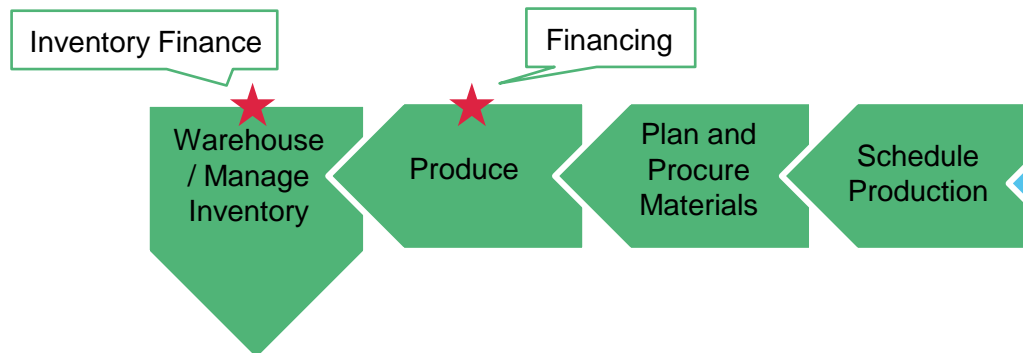 Inventory Finance
Financing
Warehouse
/ Manage
Inventory
Produce
Plan and
Procure
Materials
Schedule
Production